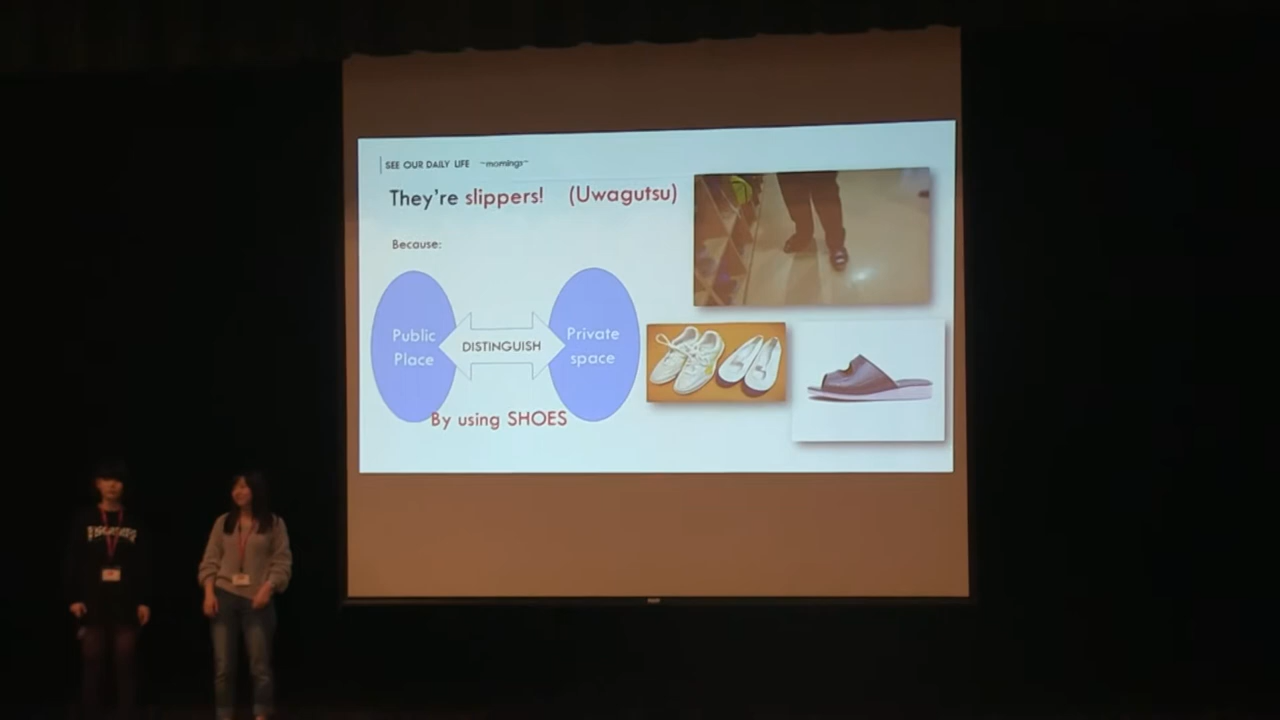 SEE OUR DAILY LIFE ~mornings~
They're slippers! (Uwagutsu)
Because:
Public
Place
DISTINGUISH
Private
space
By using SHOES